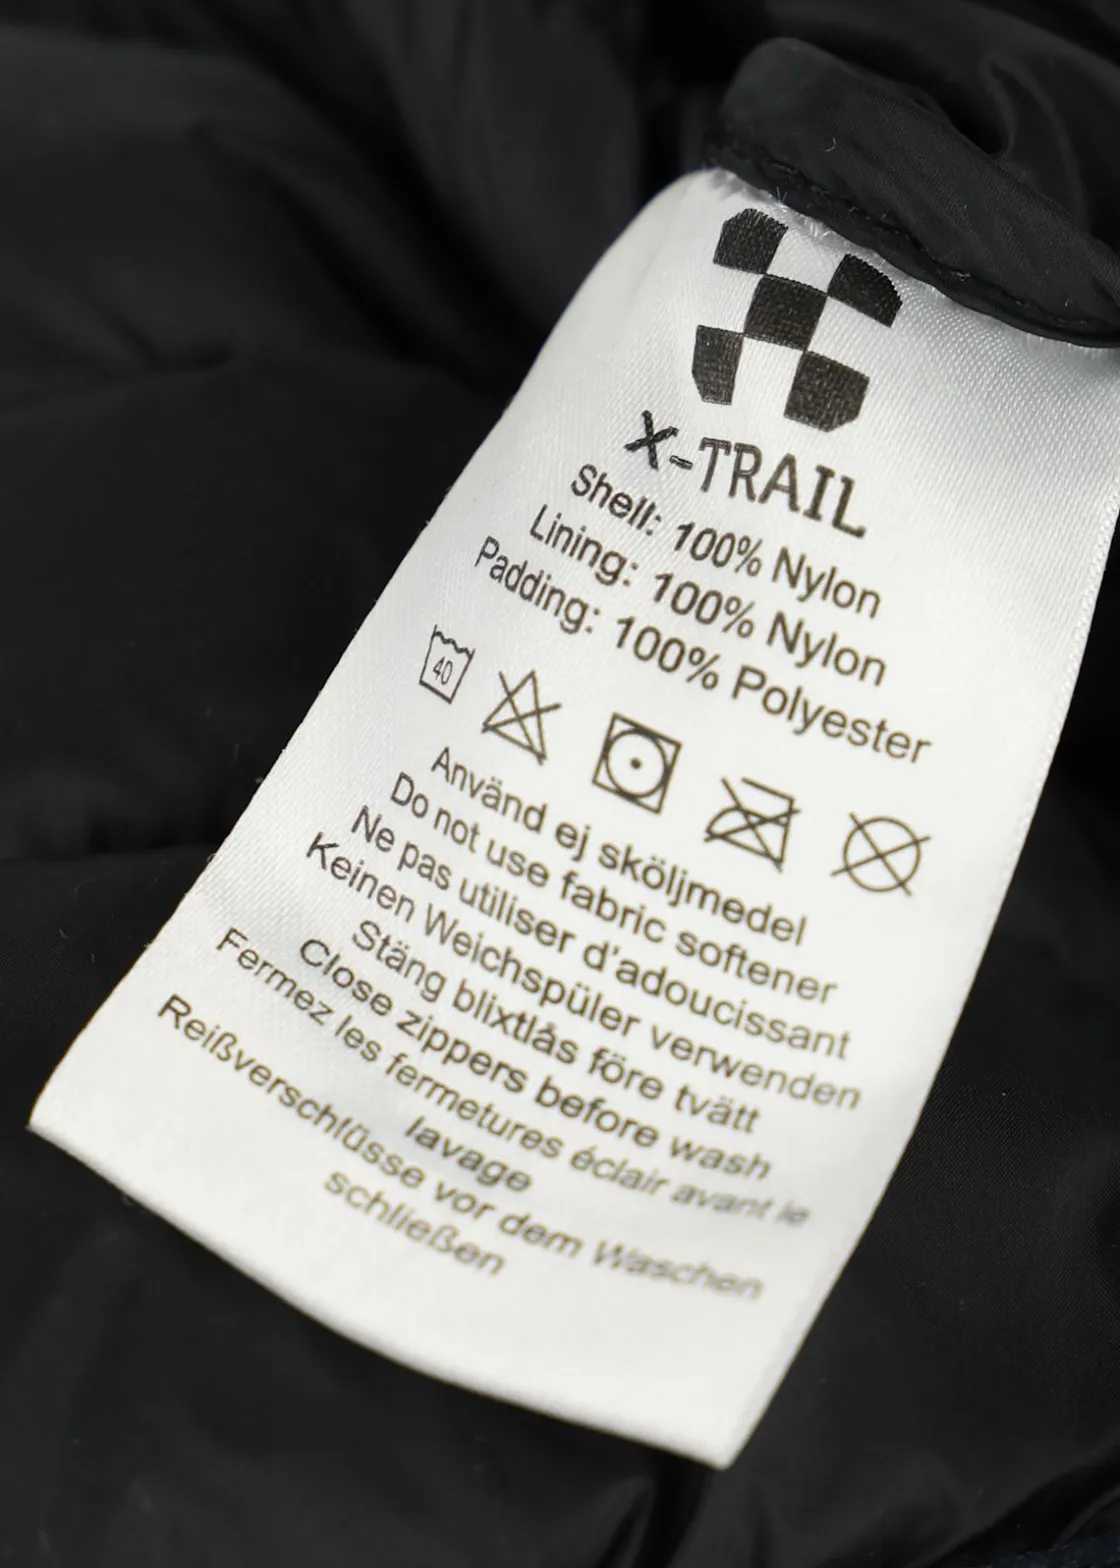 X-TRAIL
Shell: 100% Nylon
Lining: 100% Nylon
Padding: 100% Polyester
40
Använd ej sköljmedel
Do not use fabric softener
Ne pas utiliser d'adoucissant
Keinen Weichspüler verwenden
Stäng blixtlås före tvätt
Close zippers before wash
Fermez les fermetures éclair avant le
lavage
Reißverschlüsse vor dem Waschen
schließen